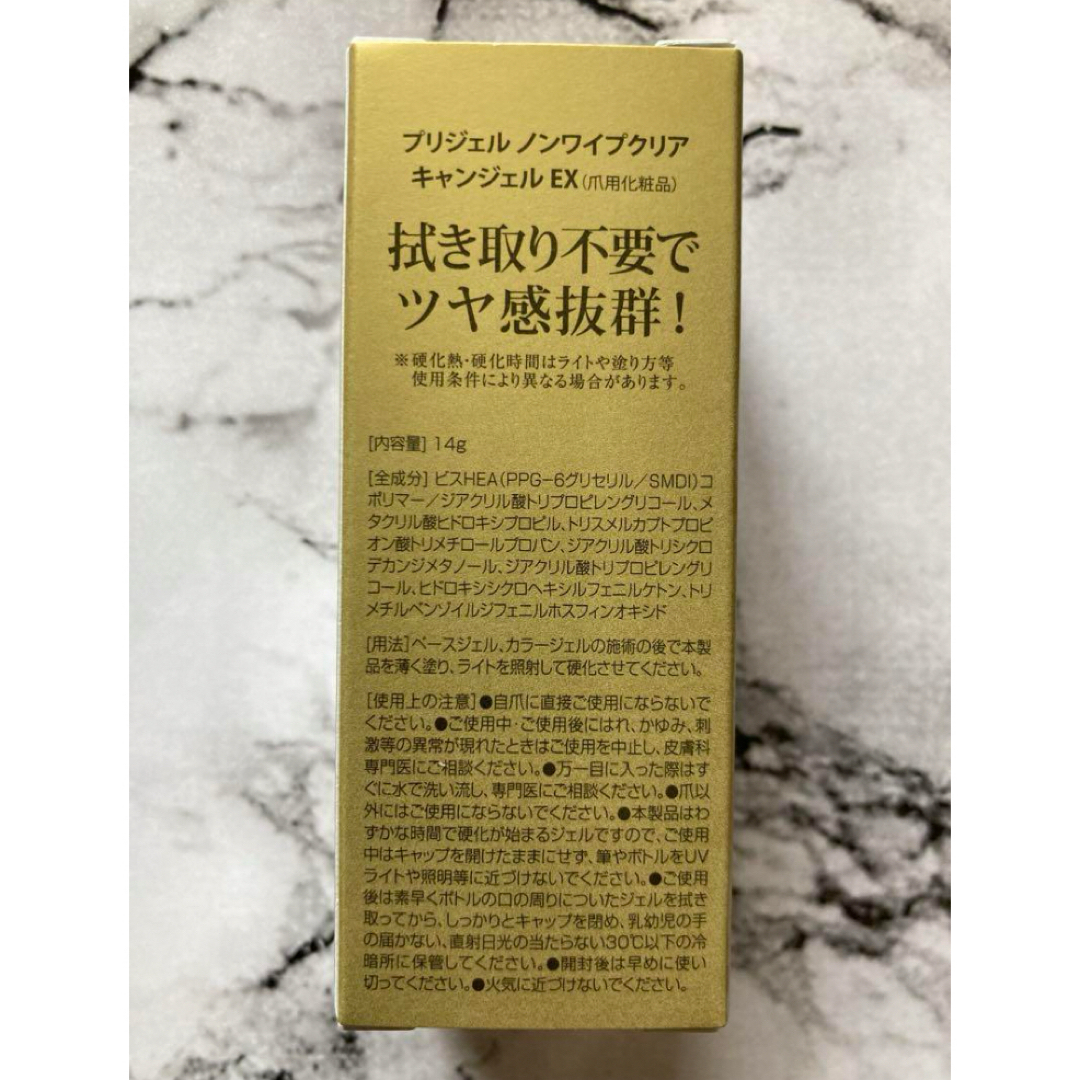 プリジェル ノンワイプクリア
キャンジェル EX（爪用化粧品）
拭き取り不要で
ツヤ感抜群！
※硬化熱・硬化時間はライトや塗り方等
使用条件により異なる場合があります。
[内容量] 14g
[全成分] ビスHEA（PPG-6グリセリル／SMDI）コ
ポリマー／ジアクリル酸トリプロピレングリコール、メ
タクリル酸ヒドロキシプロピル、トリスメルカプトプロピ
オン酸トリメチロールプロパン、ジアクリル酸トリシクロ
デカンジメタノール、ジアクリル酸トリプロピレングリ
コール、ヒドロキシシクロヘキシルフェニルケトン、トリ
メチルベンゾイルジフェニルホスフィンオキシド
[用法]ベースジェル、カラージェルの施術の後で本製
品を薄く塗り、ライトを照射して硬化させてください。
[使用上の注意]●自爪に直接ご使用にならないで
ください。●ご使用中・ご使用後にはれ、かゆみ、刺
激等の異常が現れたときはご使用を中止し、皮膚科
専門医にご相談ください。●万一目に入った際はす
ぐに水で洗い流し、専門医にご相談ください。●爪以
外にはご使用にならないでください。●本製品はわ
ずかな時間で硬化が始まるジェルですので、ご使用
中はキャップを開けたままにせず、筆やボトルをUV
ライトや照明等に近づけないでください。●ご使用
後は素早くボトルの口の周りについたジェルを拭き
取ってから、しっかりとキャップを閉め、乳幼児の手
の届かない、直射日光の当たらない30℃以下の冷
暗所に保管してください。●開封後は早めに使い
切ってください。●火気に近づけないでください。